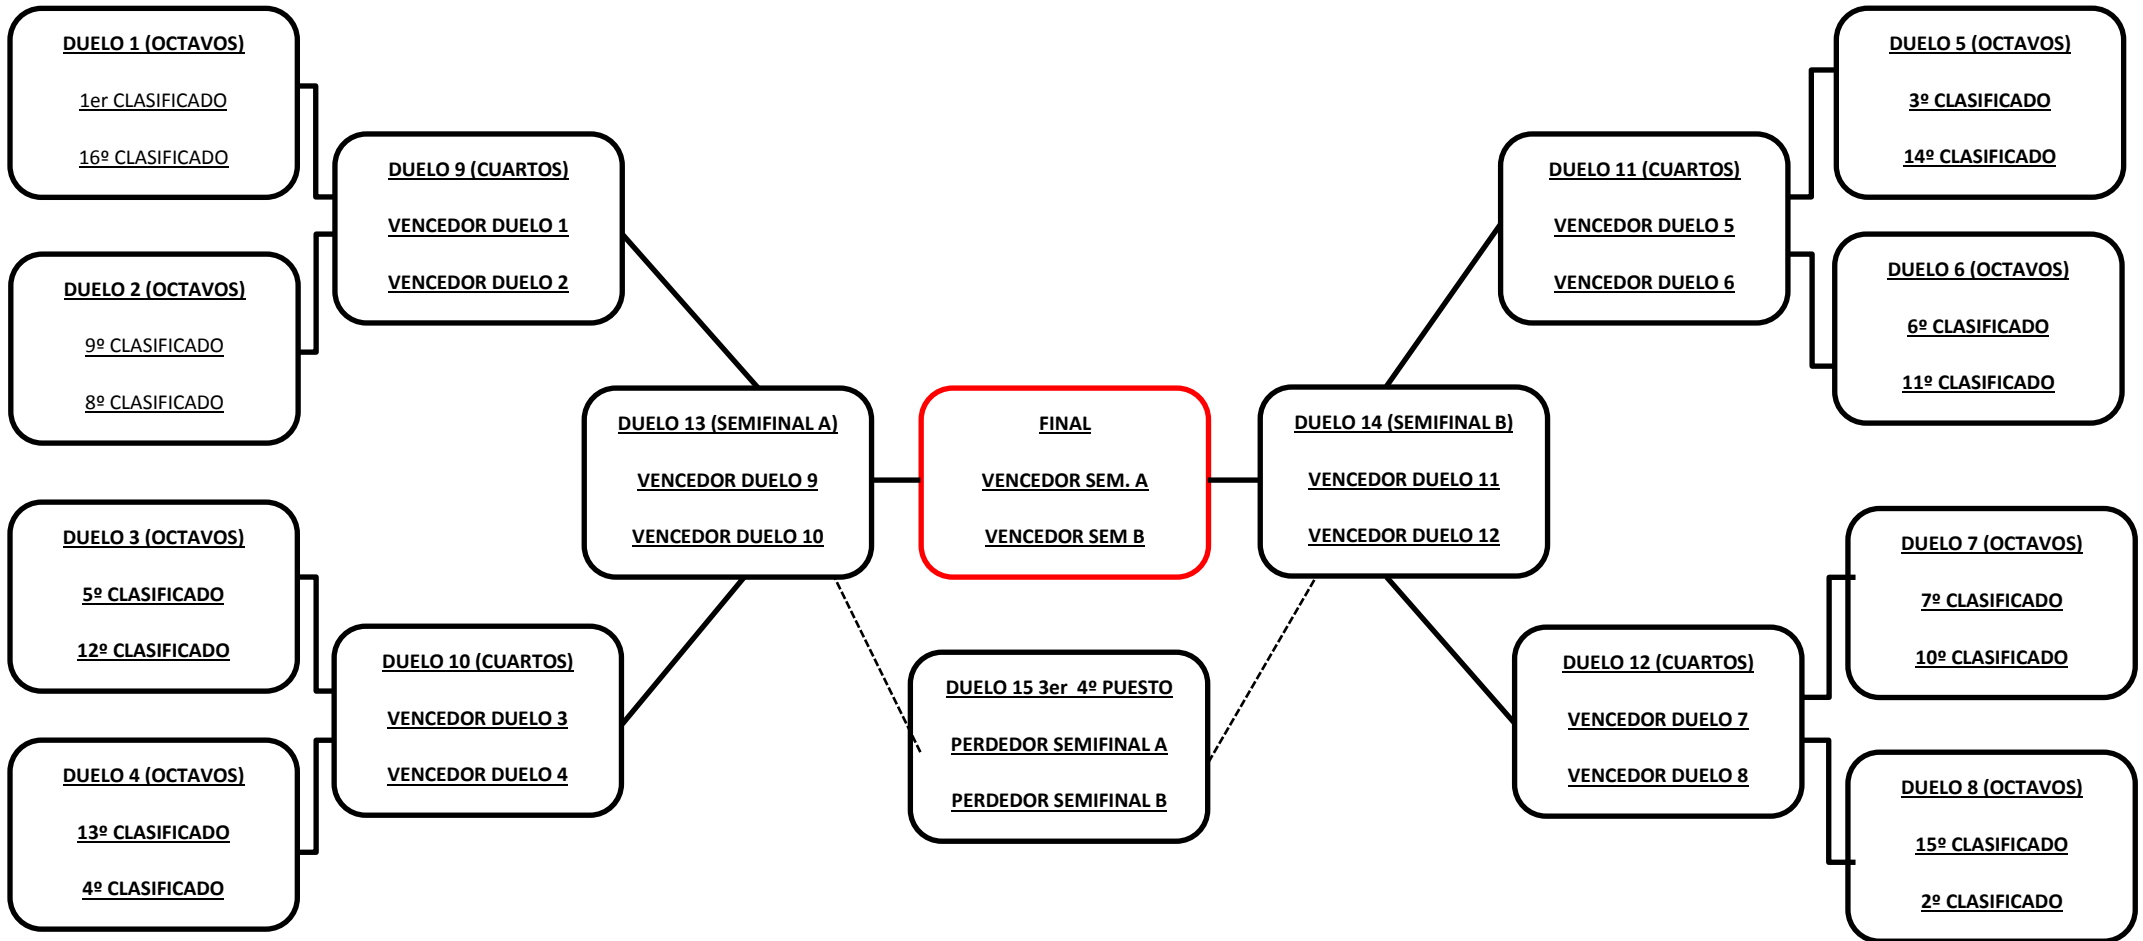 DUELO 1 (OCTAVOS)
1er CLASIFICADO
16º CLASIFICADO
DUELO 2 (OCTAVOS)
9º CLASIFICADO
8º CLASIFICADO
DUELO 3 (OCTAVOS)
5º CLASIFICADO
12º CLASIFICADO
DUELO 4 (OCTAVOS)
13º CLASIFICADO
4º CLASIFICADO
DUELO 9 (CUARTOS)
VENCEDOR DUELO 1
VENCEDOR DUELO 2
DUELO 10 (CUARTOS)
VENCEDOR DUELO 3
VENCEDOR DUELO 4
DUELO 13 (SEMIFINAL A)
VENCEDOR DUELO 9
VENCEDOR DUELO 10
FINAL
VENCEDOR SEM. A
VENCEDOR SEM B
DUELO 15 3er  4º PUESTO
PERDEDOR SEMIFINAL A
PERDEDOR SEMIFINAL B
DUELO 14 (SEMIFINAL B)
VENCEDOR DUELO 11
VENCEDOR DUELO 12
DUELO 11 (CUARTOS)
VENCEDOR DUELO 5
VENCEDOR DUELO 6
DUELO 12 (CUARTOS)
VENCEDOR DUELO 7
VENCEDOR DUELO 8
DUELO 5 (OCTAVOS)
3º CLASIFICADO
14º CLASIFICADO
DUELO 6 (OCTAVOS)
6º CLASIFICADO
11º CLASIFICADO
DUELO 7 (OCTAVOS)
7º CLASIFICADO
10º CLASIFICADO
DUELO 8 (OCTAVOS)
15º CLASIFICADO
2º CLASIFICADO